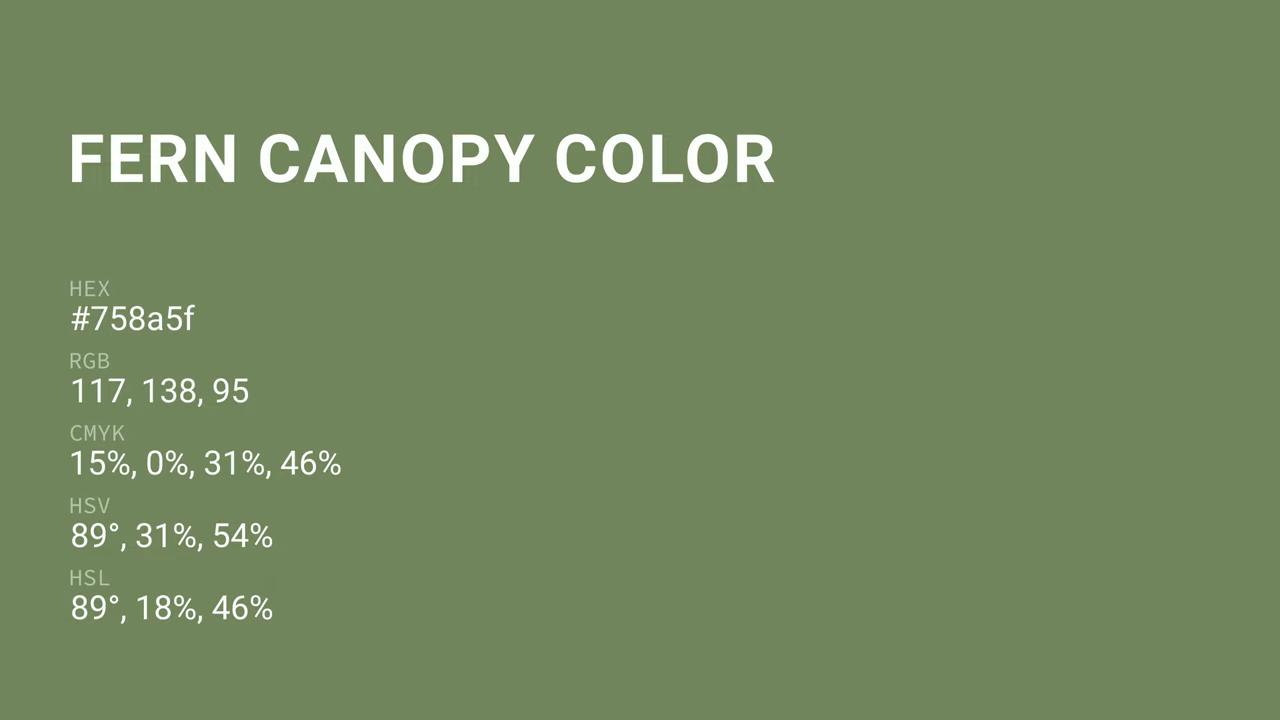 FERN CANOPY COLOR
HEX
#758a5f
RGB
117, 138, 95
CMYK
15%, 0%, 31%, 46%
HSV
89°, 31%, 54%
HSL
89°, 18%, 46%